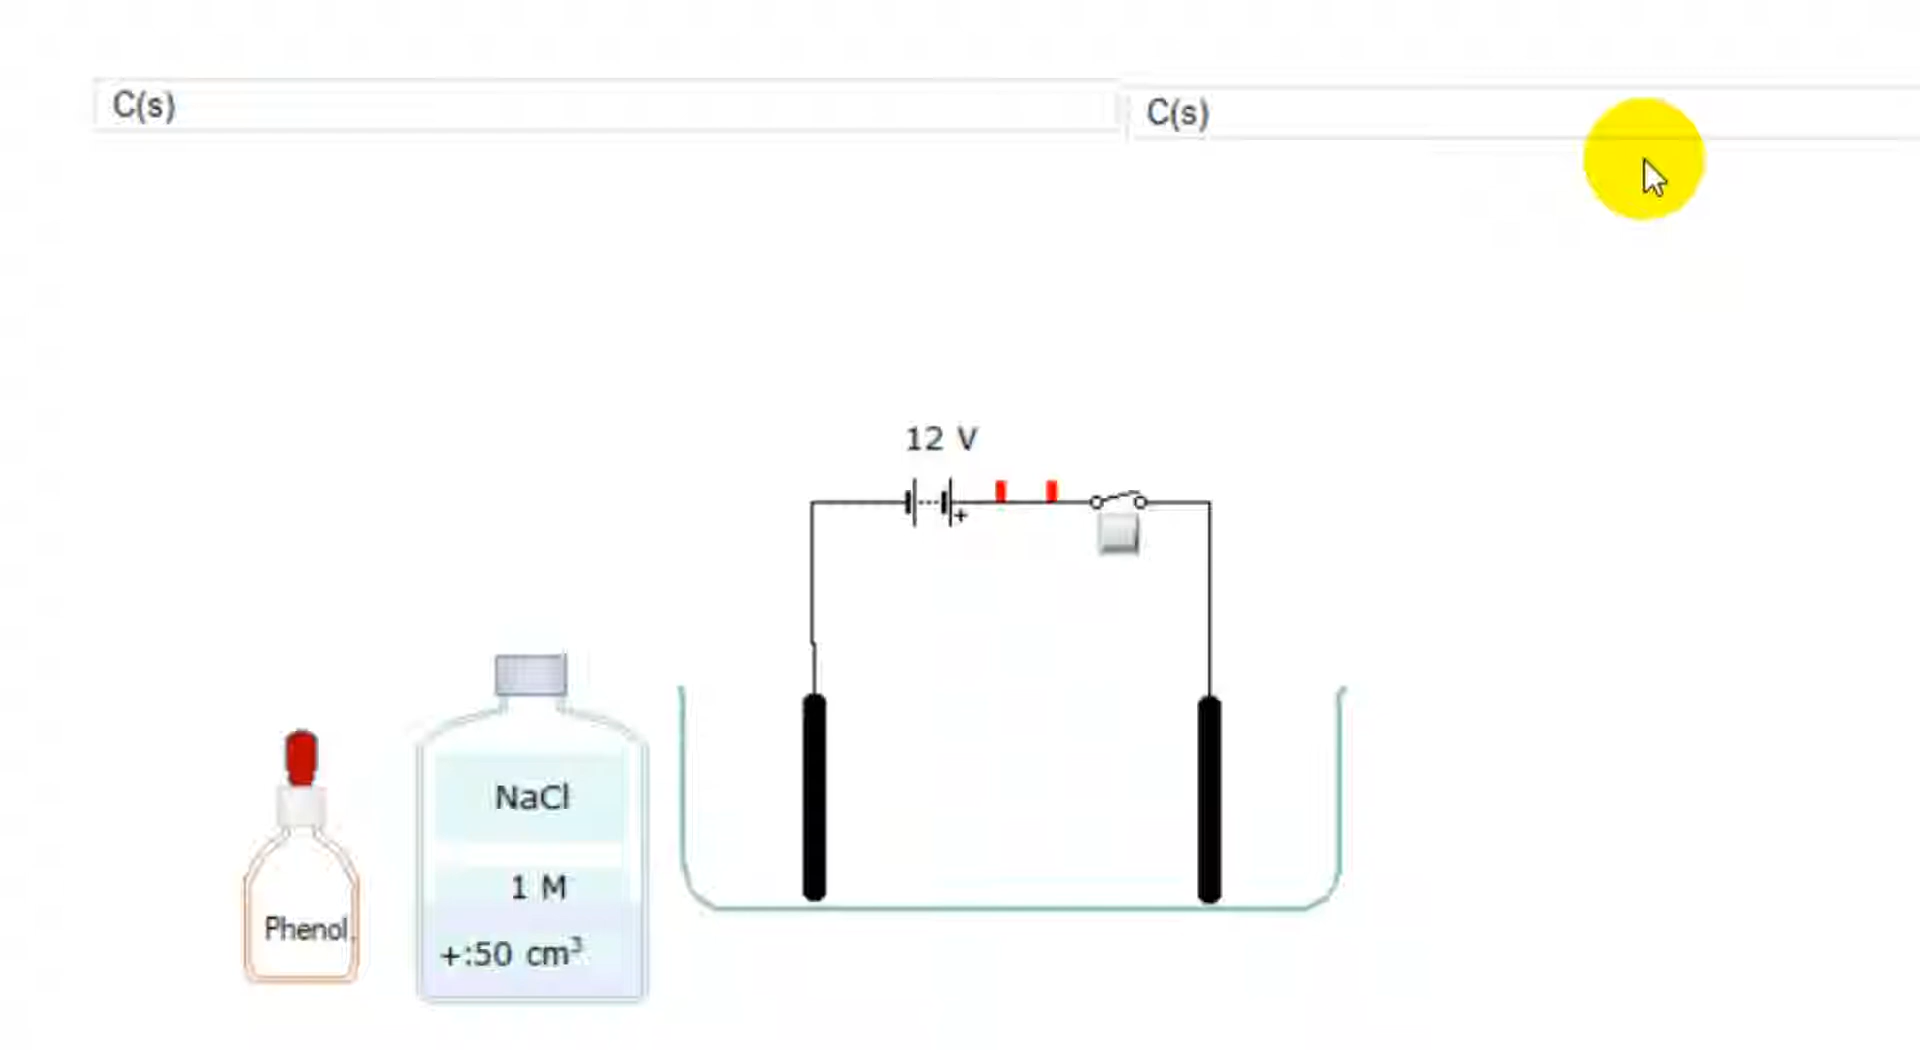 C(s)
C(s)
12 V
+
NaCl
1 M
+:50 cm³
Phenol.